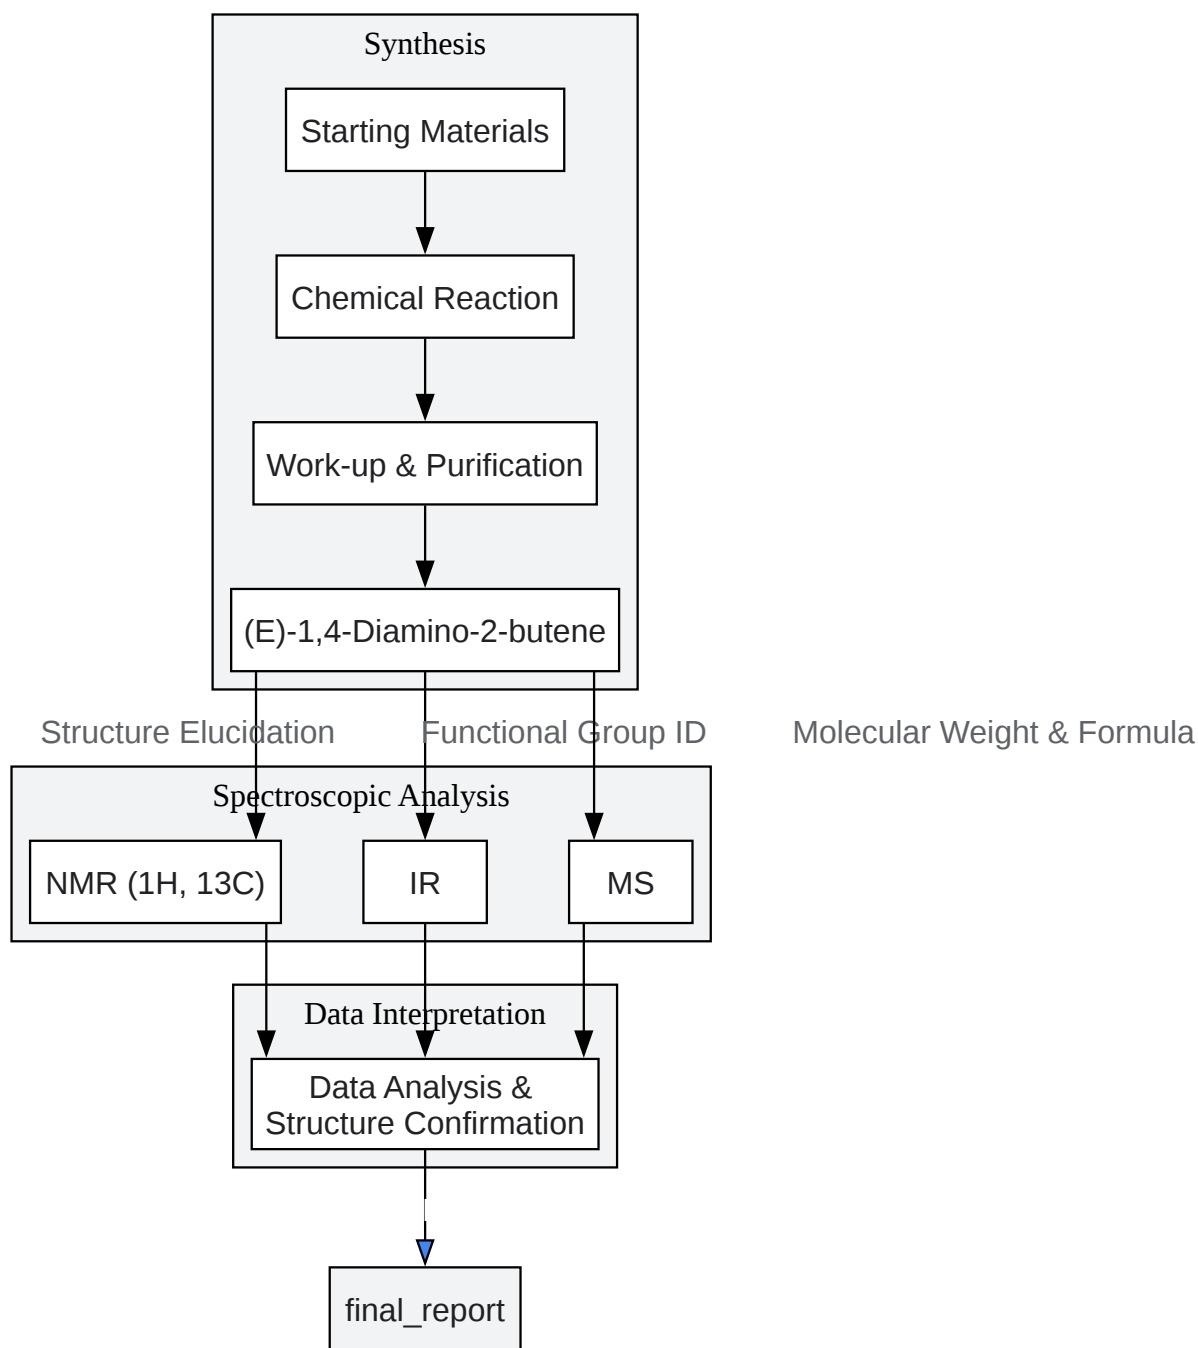 Synthesis
Starting Materials
Chemical Reaction
Work-up & Purification
(E)-1,4-Diamino-2-butene
Structure Elucidation
Functional Group ID
Molecular Weight & Formula
Spectroscopic Analysis
NMR (1H, 13C)
IR
MS
Data Interpretation
Data Analysis &
Structure Confirmation
final_report